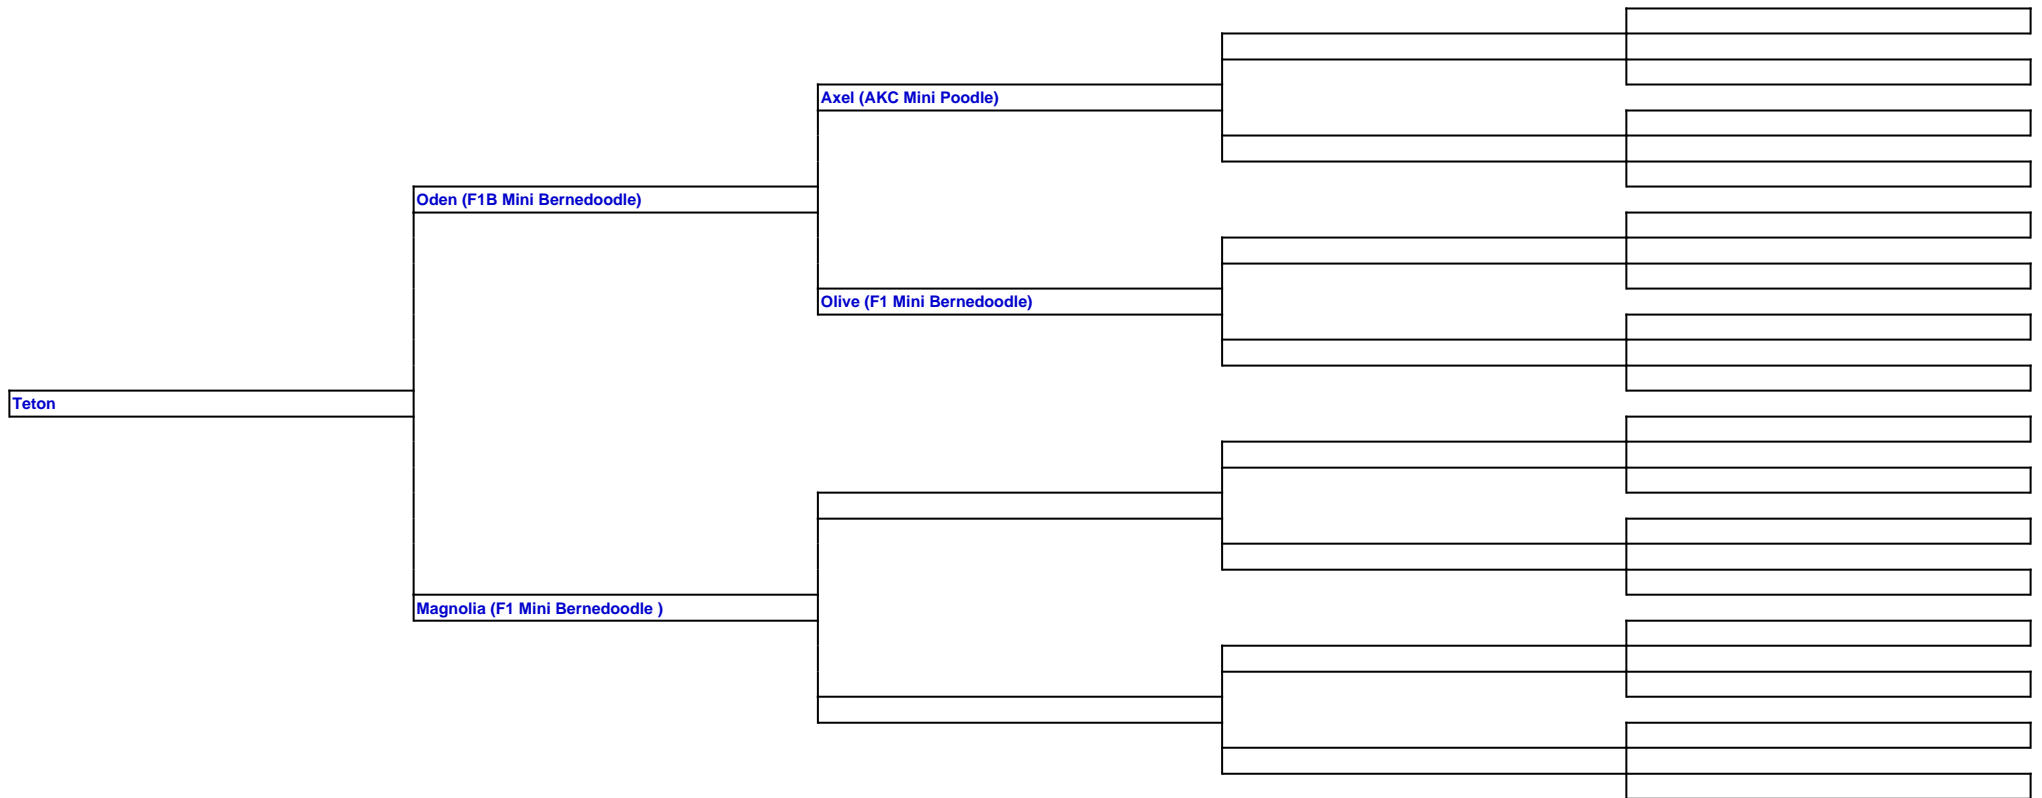 Axel (AKC Mini Poodle)
Oden (F1B Mini Bernedoodle)
Olive (F1 Mini Bernedoodle)
Teton
Magnolia (F1 Mini Bernedoodle )